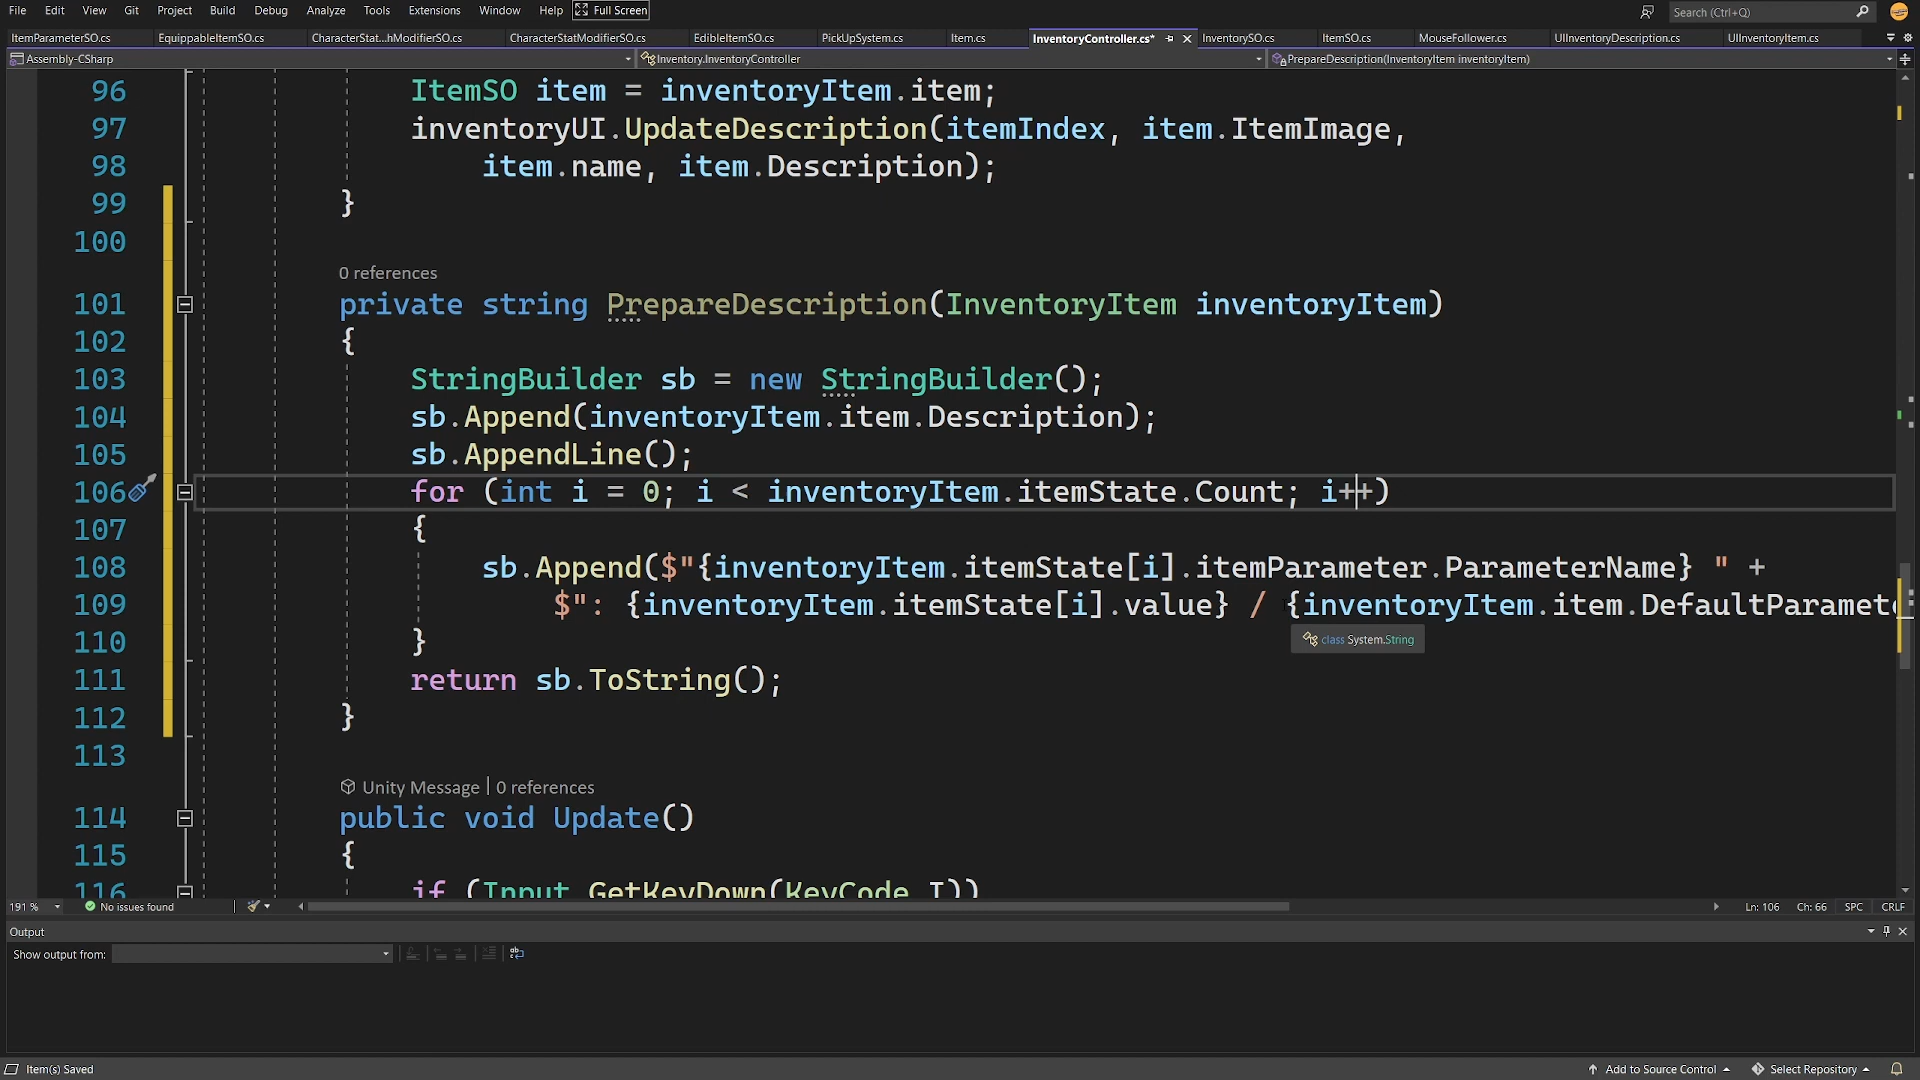 File Edit View Git Project Build Debug Analyze Tools Extensions Window Help Full Screen Search (Ctrl+Q)
ItemParameterSO.cs EquippableItemSO.cs CharacterStat...hModifierSO.cs CharacterStatModifierSO.cs EdibleItemSO.cs PickUpSystem.cs Item.cs InventoryController.cs* InventorySO.cs ItemSO.cs MouseFollower.cs UIInventoryDescription.cs UIInventoryItem.cs
Assembly-CSharp Inventory.InventoryController PrepareDescription(InventoryItem inventoryItem)
96 ItemSO item = inventoryItem.item;
97 inventoryUI.UpdateDescription(itemIndex, item.ItemImage,
98 item.name, item.Description);
99 }
100
0 references
101 private string PrepareDescription(InventoryItem inventoryItem)
102 {
103 StringBuilder sb = new StringBuilder();
104 sb.Append(inventoryItem.item.Description);
105 sb.AppendLine();
106 for (int i = 0; i < inventoryItem.itemState.Count; i++)
107 {
108 sb.Append($"{inventoryItem.itemState[i].itemParameter.ParameterName} " +
109 $": {inventoryItem.itemState[i].value} / {inventoryItem.item.DefaultParamete
class System.String
110 }
111 return sb.ToString();
112 }
113
Unity Message | 0 references
114 public void Update()
115 {
116 if (Input.GetKeyDown(KeyCode.I))
191 % No issues found Ln: 106 Ch: 66 SPC CRLF
Output
Show output from:
Item(s) Saved Add to Source Control Select Repository